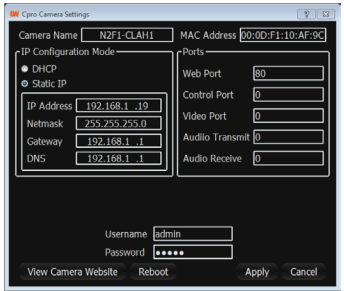 Cpro Camera Settings
Camera Name N2F1-CLAH1 MAC Address 00:0D:F1:10:AF:9C
IP Configuration Mode
DHCP
Static IP
IP Address 192.168.1 .19
Netmask 255.255.255.0
Gateway 192.168.1 .1
DNS 192.168.1 .1
Ports
Web Port 80
Control Port 0
Video Port 0
Audiio Transmit 0
Audio Receive 0
Username admin
Password •••••
View Camera Website Reboot Apply Cancel